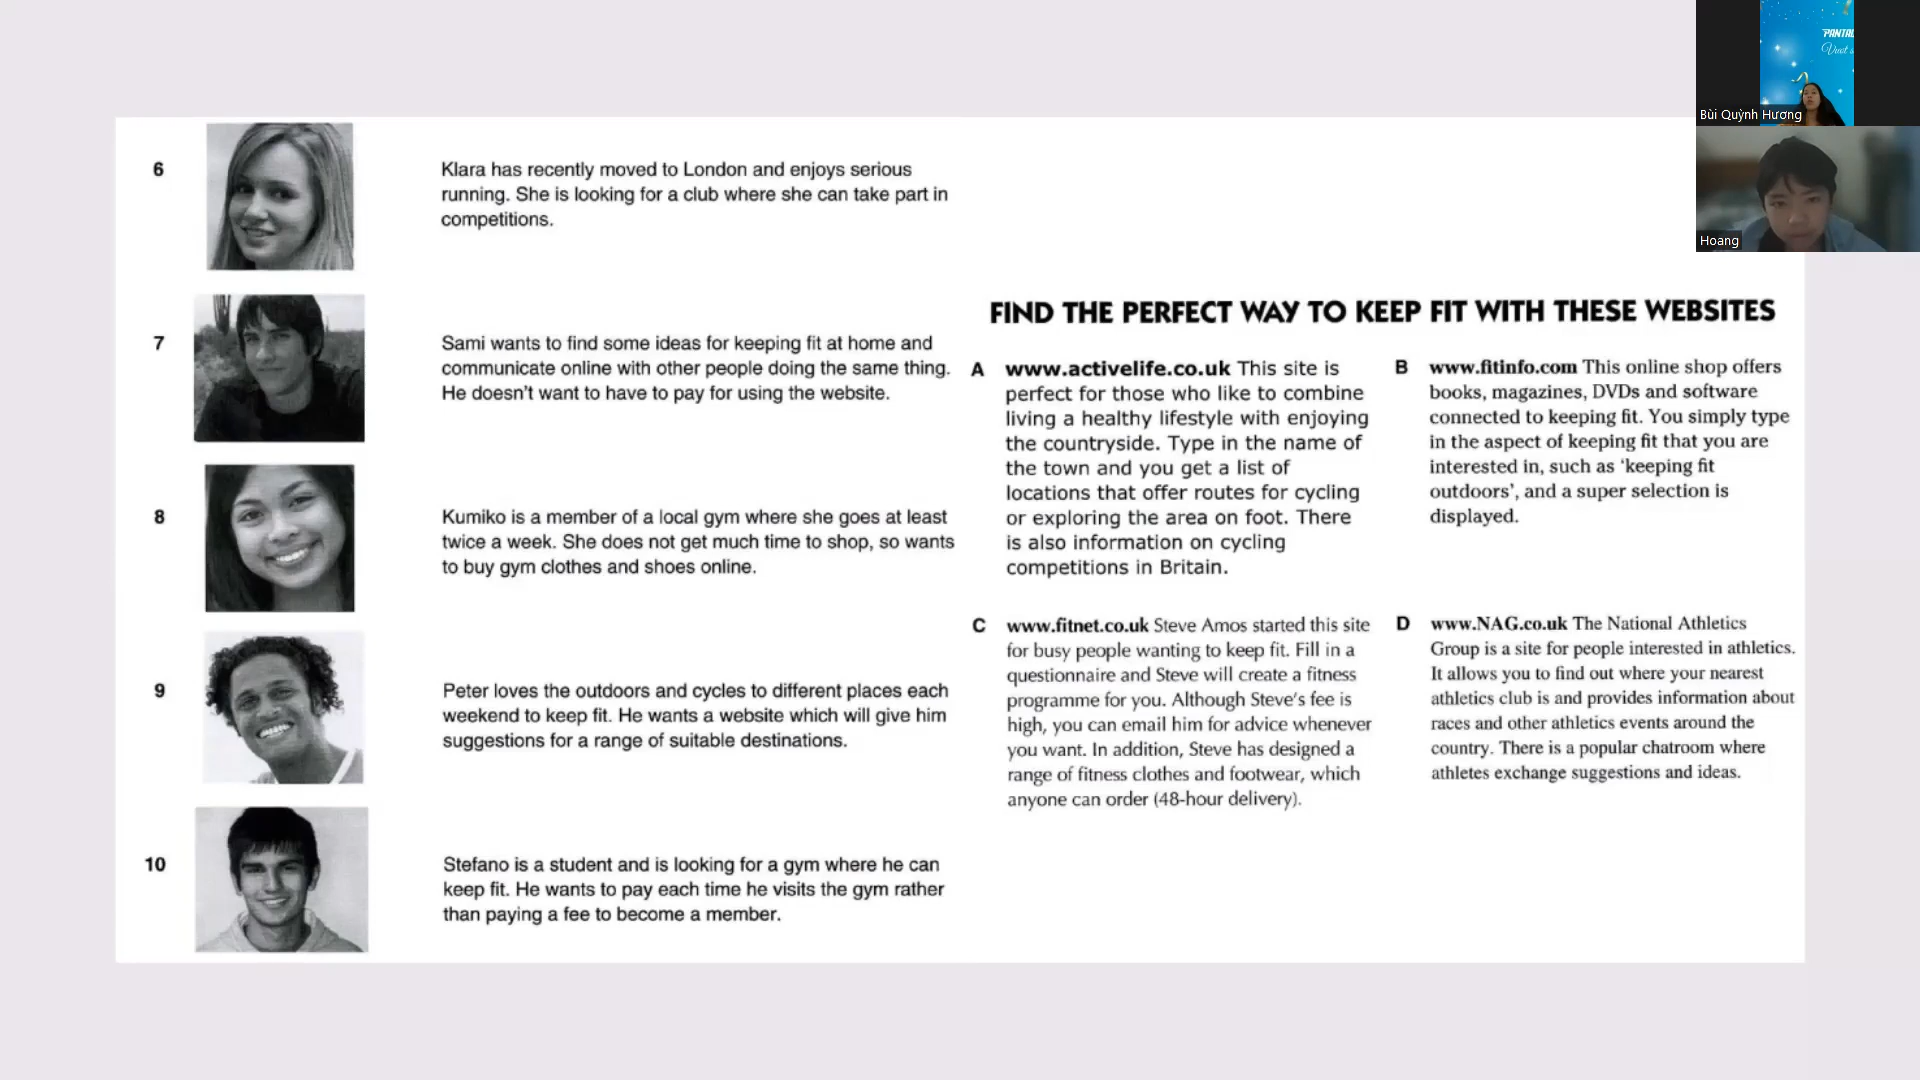 6
Klara has recently moved to London and enjoys serious
running. She is looking for a club where she can take part in
competitions.
7
Sami wants to find some ideas for keeping fit at home and
communicate online with other people doing the same thing.
He doesn't want to have to pay for using the website.
8
Kumiko is a member of a local gym where she goes at least
twice a week. She does not get much time to shop, so wants
to buy gym clothes and shoes online.
9
Peter loves the outdoors and cycles to different places each
weekend to keep fit. He wants a website which will give him
suggestions for a range of suitable destinations.
10
Stefano is a student and is looking for a gym where he can
keep fit. He wants to pay each time he visits the gym rather
than paying a fee to become a member.
FIND THE PERFECT WAY TO KEEP FIT WITH THESE WEBSITES
A www.activelife.co.uk This site is
perfect for those who like to combine
living a healthy lifestyle with enjoying
the countryside. Type in the name of
the town and you get a list of
locations that offer routes for cycling
or exploring the area on foot. There
is also information on cycling
competitions in Britain.
B www.fitinfo.com This online shop offers
books, magazines, DVDs and software
connected to keeping fit. You simply type
in the aspect of keeping fit that you are
interested in, such as 'keeping fit
outdoors', and a super selection is
displayed.
C www.fitnet.co.uk Steve Amos started this site
for busy people wanting to keep fit. Fill in a
questionnaire and Steve will create a fitness
programme for you. Although Steve's fee is
high, you can email him for advice whenever
you want. In addition, Steve has designed a
range of fitness clothes and footwear, which
anyone can order (48-hour delivery).
D www.NAG.co.uk The National Athletics
Group is a site for people interested in athletics.
It allows you to find out where your nearest
athletics club is and provides information about
races and other athletics events around the
country. There is a popular chatroom where
athletes exchange suggestions and ideas.
Bùi Quỳnh Hương
Hoang